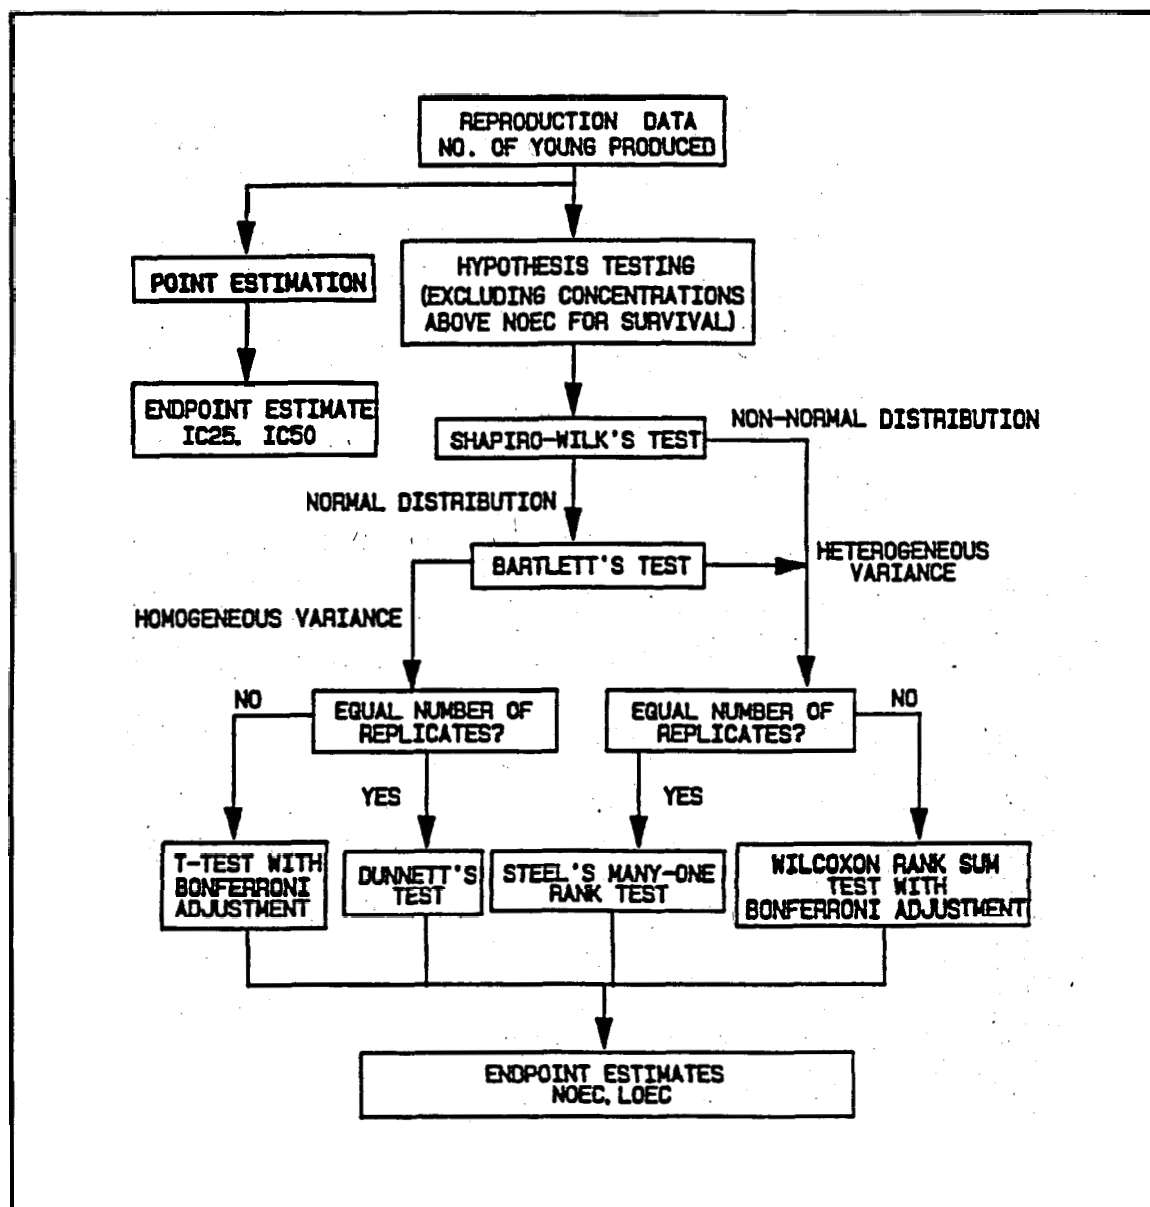 REPRODUCTION DATA
NO. OF YOUNG PRODUCED
POINT ESTIMATION
HYPOTHESIS TESTING
(EXCLUDING CONCENTRATIONS
ABOVE NOEC FOR SURVIVAL)
ENDPOINT ESTIMATE
IC25, IC50
SHAPIRO-WILK'S TEST
NON-NORMAL DISTRIBUTION
NORMAL DISTRIBUTION
BARTLETT'S TEST
HETEROGENEOUS
VARIANCE
HOMOGENEOUS VARIANCE
NO
EQUAL NUMBER OF
REPLICATES?
EQUAL NUMBER OF
REPLICATES?
NO
YES
YES
T-TEST WITH
BONFERRONI
ADJUSTMENT
DUNNETT'S
TEST
STEEL'S MANY-ONE
RANK TEST
WILCOXON RANK SUM
TEST WITH
BONFERRONI ADJUSTMENT
ENDPOINT ESTIMATES
NOEC, LOEC